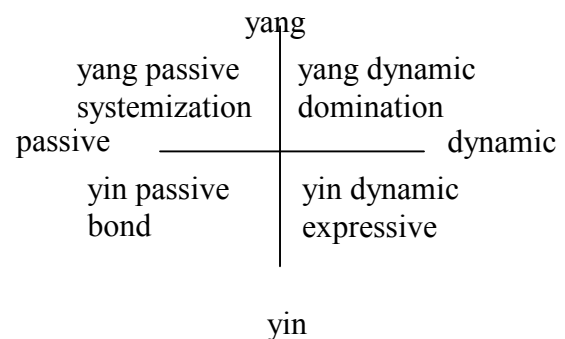 yang
yang passive
systemization
yang dynamic
domination
passive
dynamic
yin passive
bond
yin dynamic
expressive
yin